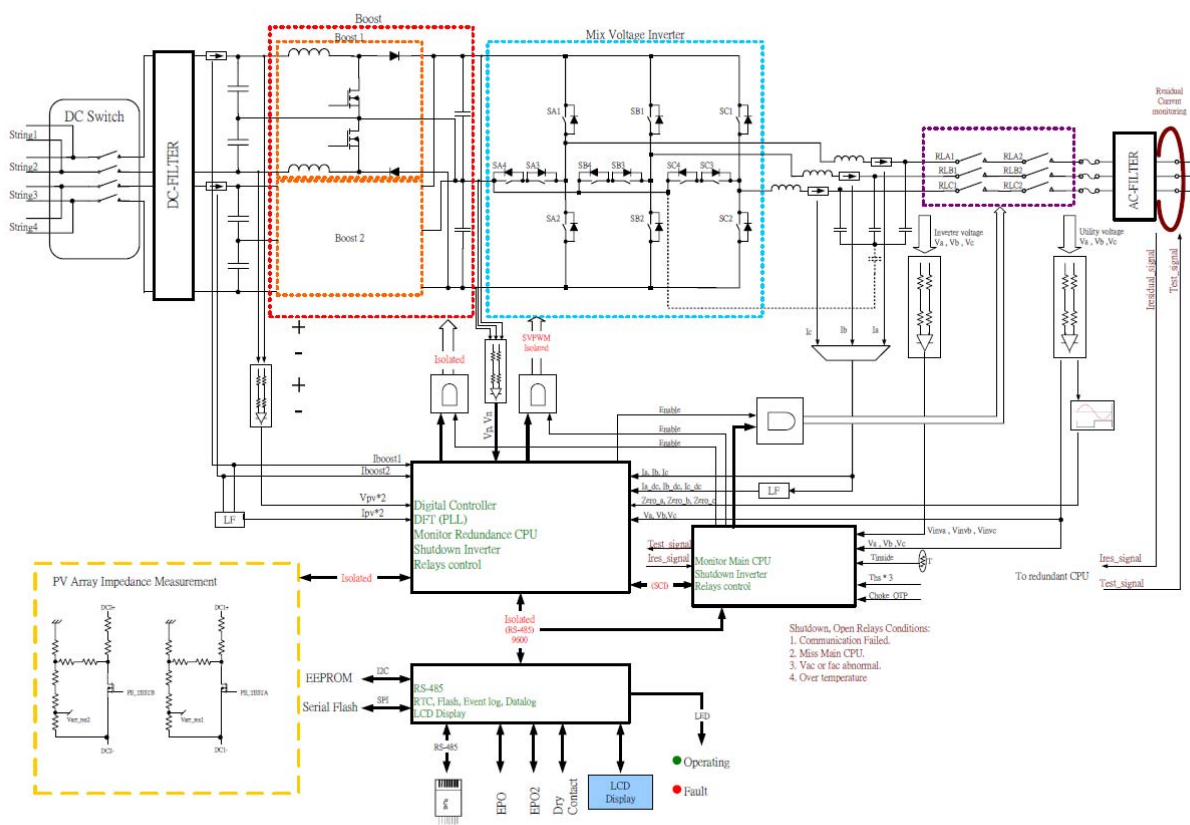 Boost
Boost 1
Mix Voltage Inverter
Residual
Current
monitoring
DC Switch
String1
String2
String3
String4
DC-FILTER
Boost 2
SA1
SB1
SC1
SA4
SA3
SB4
SB3
SC4
SC3
SA2
SB2
SC2
RLA1
RLA2
RLB1
RLB2
RLC1
RLC2
AC-FILTER
Inverter voltage
Va , Vb , Vc
Utility voltage
Va , Vb ,Vc
Iresidual_signal
Test_signal
+
-
+
-
Isolated
SVPWM
Isolated
Vp, Vn
Ic
Ib
Ia
Enable
Enable
Enable
Iboost1
Iboost2
Vpv*2
Ipv*2
LF
Digital Controller
DFT (PLL)
Monitor Redundance CPU
Shutdown Inverter
Relays control
Ia, Ib, Ic
Ia_dc, Ib_dc, Ic_dc
LF
Zero_a, Zero_b, Zero_c
Va, Vb,Vc
Test_signal
Ires_signal
Monitor Main CPU
Shutdown Inverter
Relays control
Vinva , Vinvb , Vinvc
Va , Vb ,Vc
Tinside
T
Ths * 3
Choke OTP
To redundant CPU
Ires_signal
Test_signal
Isolated
(SCI)
Isolated
(RS-485)
9600
PV Array Impedance Measurement
DC2+
DC1+
DC2-
DC1-
Shutdown, Open Relays Conditions:
1. Communication Failed.
2. Miss Main CPU.
3. Vac or fac abnormal.
4. Over temperature
EEPROM
I2C
Serial Flash
SPI
RS-485
RTC, Flash, Event log, Datalog
LCD Display
LED
Operating
Fault
RS-485
EPO
EPO2
Dry
Contact
LCD
Display